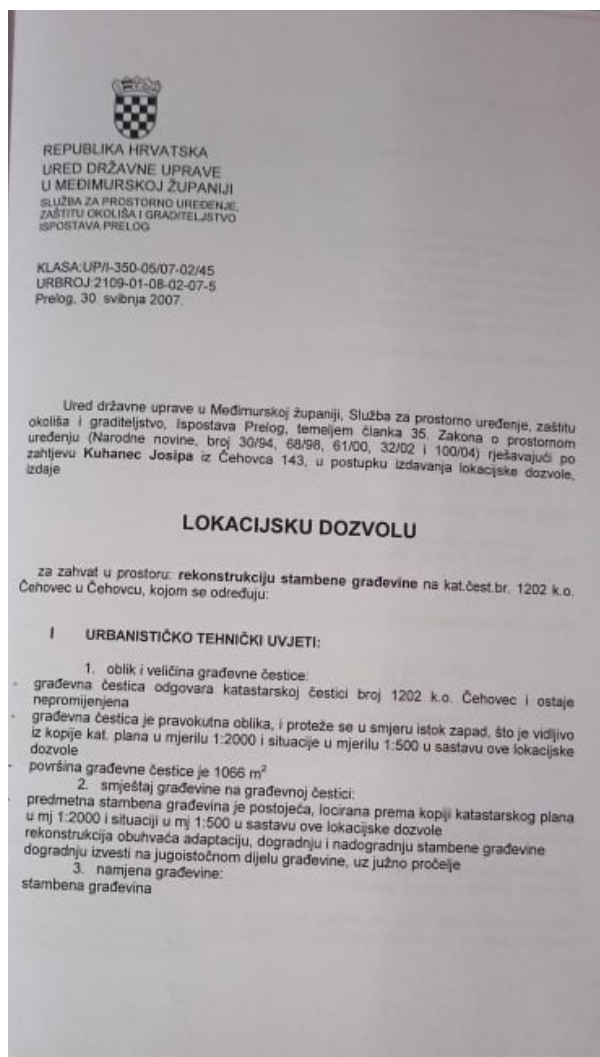 REPUBLIKA HRVATSKA
URED DRŽAVNE UPRAVE
U MEĐIMURSKOJ ŽUPANIJI
SLUŽBA ZA PROSTORNO UREĐENJE,
ZAŠTITU OKOLIŠA I GRADITELJSTVO
ISPOSTAVA PRELOG
KLASA:UP/I-350-05/07-02/45
URBROJ:2109-01-08-02-07-5
Prelog, 30. svibnja 2007.
Ured državne uprave u Međimurskoj županiji, Služba za prostorno uređenje, zaštitu
okoliša i graditeljstvo, Ispostava Prelog, temeljem članka 35. Zakona o prostornom
uređenju (Narodne novine, broj 30/94, 68/98, 61/00, 32/02 i 100/04) rješavajući po
zahtjevu Kuhanec Josipa iz Čehovca 143, u postupku izdavanja lokacijske dozvole,
izdaje
LOKACIJSKU DOZVOLU
za zahvat u prostoru: rekonstrukciju stambene građevine na kat.čest.br. 1202 k.o.
Čehovec u Čehovcu, kojom se određuju:
I URBANISTIČKO TEHNIČKI UVJETI:
1. oblik i veličina građevne čestice:
- građevna čestica odgovara katastarskoj čestici broj 1202 k.o. Čehovec i ostaje
nepromijenjena
- građevna čestica je pravokutna oblika, i proteže se u smjeru istok zapad, što je vidljivo
iz kopije kat. plana u mjerilu 1:2000 i situacije u mjerilu 1:500 u sastavu ove lokacijske
dozvole
- površina građevne čestice je 1066 m²
2. smještaj građevine na građevnoj čestici:
- predmetna stambena građevina je postojeća, locirana prema kopiji katastarskog plana
u mj 1:2000 i situaciji u mj 1:500 u sastavu ove lokacijske dozvole
rekonstrukcija obuhvaća adaptaciju, dogradnju i nadogradnju stambene građevine
dogradnju izvesti na jugoistočnom dijelu građevine, uz južno pročelje
3. namjena građevine:
stambena građevina